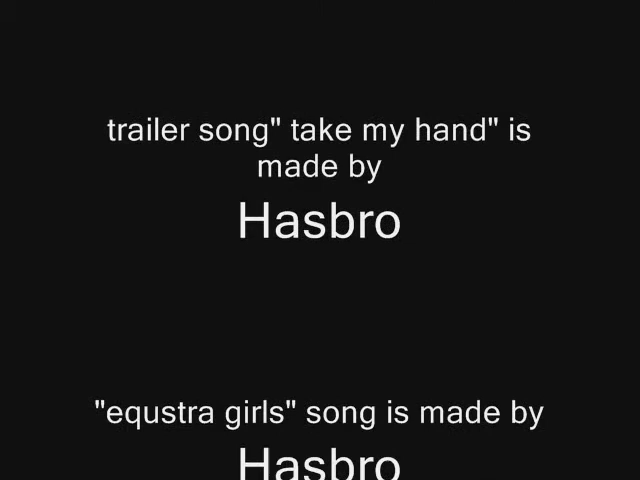 trailer song" take my hand" is
made by
Hasbro
"equstra girls" song is made by
Hasbro